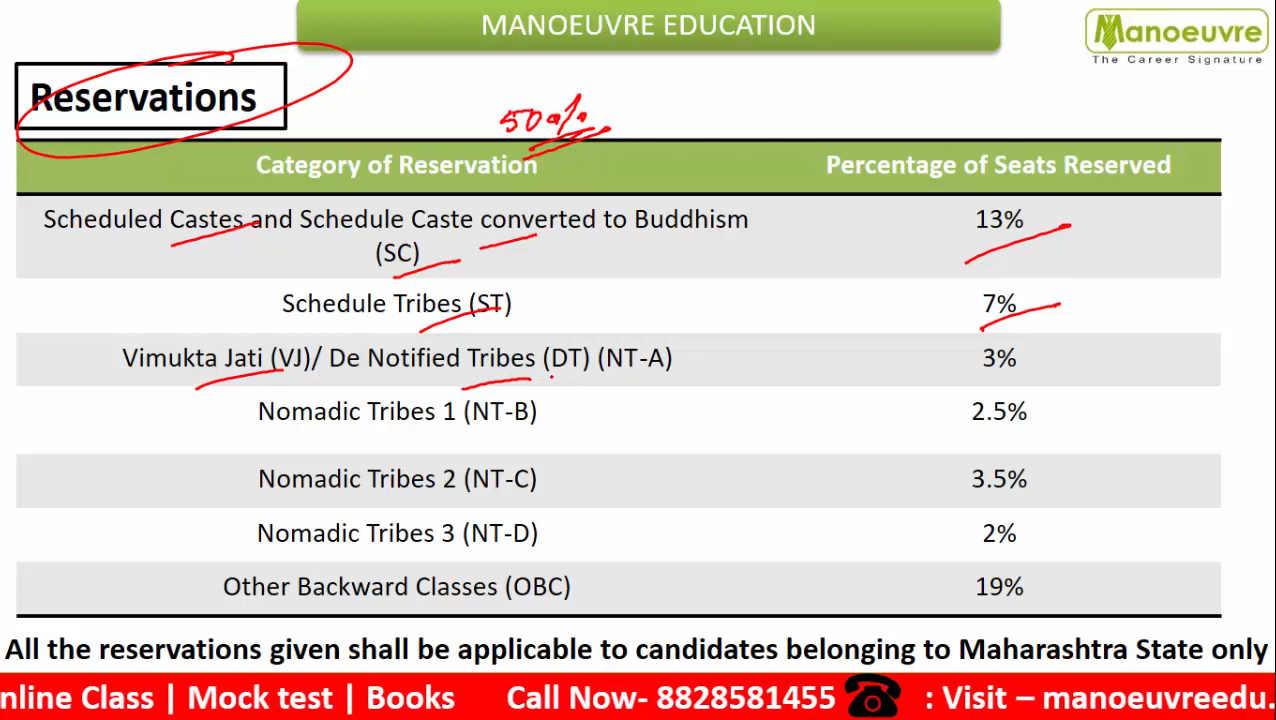 MANOEUVRE EDUCATION
Manoeuvre
The Career Signature
Reservations
50%
Category of Reservation Percentage of Seats Reserved
Scheduled Castes and Schedule Caste converted to Buddhism (SC) 13%
Schedule Tribes (ST) 7%
Vimukta Jati (VJ)/ De Notified Tribes (DT) (NT-A) 3%
Nomadic Tribes 1 (NT-B) 2.5%
Nomadic Tribes 2 (NT-C) 3.5%
Nomadic Tribes 3 (NT-D) 2%
Other Backward Classes (OBC) 19%
All the reservations given shall be applicable to candidates belonging to Maharashtra State only
nline Class | Mock test | Books Call Now- 8828581455 : Visit – manoeuvreedu.